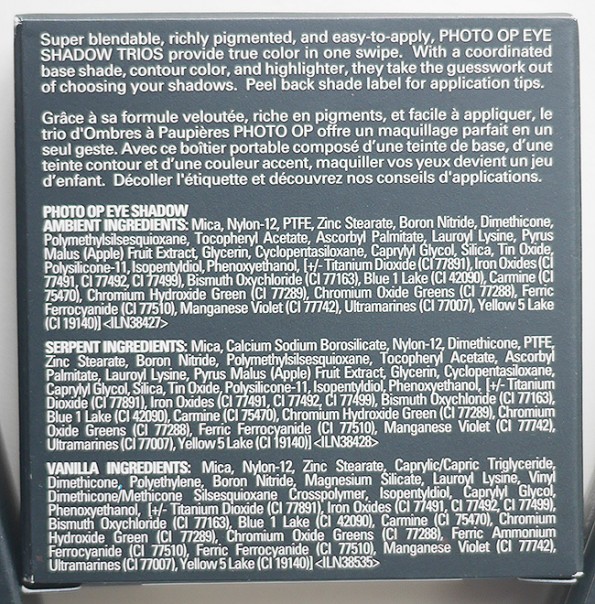 Super blendable, richly pigmented, and easy-to-apply, PHOTO OP EYE
SHADOW TRIOS provide true color in one swipe. With a coordinated
base shade, contour color, and highlighter, they take the guesswork out
of choosing your shadows. Peel back shade label for application tips.
Grâce à sa formule veloutée, riche en pigments, et facile à appliquer, le
trio d'Ombres à Paupières PHOTO OP offre un maquillage parfait en un
seul geste. Avec ce boîtier portable composé d'une teinte de base, d'une
teinte contour et d'une couleur accent, maquiller vos yeux devient un jeu
d'enfant. Décoller l'étiquette et découvrez nos conseils d'applications.
PHOTO OP EYE SHADOW
AMBIENT INGREDIENTS: Mica, Nylon-12, PTFE, Zinc Stearate, Boron Nitride, Dimethicone,
Polymethylsilsesquioxane, Tocopheryl Acetate, Ascorbyl Palmitate, Lauroyl Lysine, Pyrus
Malus (Apple) Fruit Extract, Glycerin, Cyclopentasiloxane, Caprylyl Glycol, Silica, Tin Oxide,
Polysilicone-11, Isopentyldiol, Phenoxyethanol, [+/- Titanium Dioxide (CI 77891), Iron Oxides (CI
77491, CI 77492, CI 77499), Bismuth Oxychloride (CI 77163), Blue 1 Lake (CI 42090), Carmine (CI
75470), Chromium Hydroxide Green (CI 77289), Chromium Oxide Greens (CI 77288), Ferric
Ferrocyanide (CI 77510), Manganese Violet (CI 77742), Ultramarines (CI 77007), Yellow 5 Lake
(CI 19140)] <ILN38427>
SERPENT INGREDIENTS: Mica, Calcium Sodium Borosilicate, Nylon-12, Dimethicone, PTFE,
Zinc Stearate, Boron Nitride, Polymethylsilsesquioxane, Tocopheryl Acetate, Ascorbyl
Palmitate, Lauroyl Lysine, Pyrus Malus (Apple) Fruit Extract, Glycerin, Cyclopentasiloxane,
Caprylyl Glycol, Silica, Tin Oxide, Polysilicone-11, Isopentyldiol, Phenoxyethanol, [+/- Titanium
Dioxide (CI 77891), Iron Oxides (CI 77491, CI 77492, CI 77499), Bismuth Oxychloride (CI 77163),
Blue 1 Lake (CI 42090), Carmine (CI 75470), Chromium Hydroxide Green (CI 77289), Chromium
Oxide Greens (CI 77288), Ferric Ferrocyanide (CI 77510), Manganese Violet (CI 77742),
Ultramarines (CI 77007), Yellow 5 Lake (CI 19140)] <ILN38428>
VANILLA INGREDIENTS: Mica, Nylon-12, Zinc Stearate, Caprylic/Capric Triglyceride,
Dimethicone, Polyethylene, Boron Nitride, Magnesium Silicate, Lauroyl Lysine, Vinyl
Dimethicone/Methicone Silsesquioxane Crosspolymer, Isopentyldiol, Caprylyl Glycol,
Phenoxyethanol, [+/- Titanium Dioxide (CI 77891), Iron Oxides (CI 77491, CI 77492, CI 77499),
Bismuth Oxychloride (CI 77163), Blue 1 Lake (CI 42090), Carmine (CI 75470), Chromium
Hydroxide Green (CI 77289), Chromium Oxide Greens (CI 77288), Ferric Ammonium
Ferrocyanide (CI 77510), Ferric Ferrocyanide (CI 77510), Manganese Violet (CI 77742),
Ultramarines (CI 77007), Yellow 5 Lake (CI 19140)] <ILN38535>